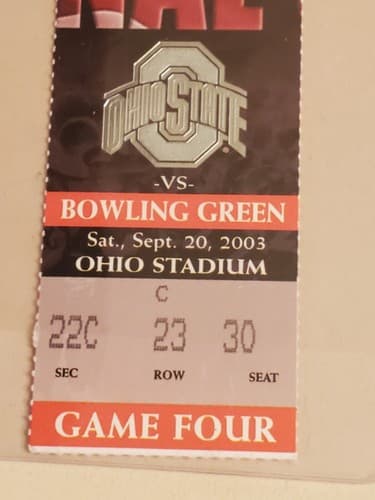 OHIO STATE
-VS-
BOWLING GREEN
Sat., Sept. 20, 2003
OHIO STADIUM
C
22C 23 30
SEC ROW SEAT
GAME FOUR